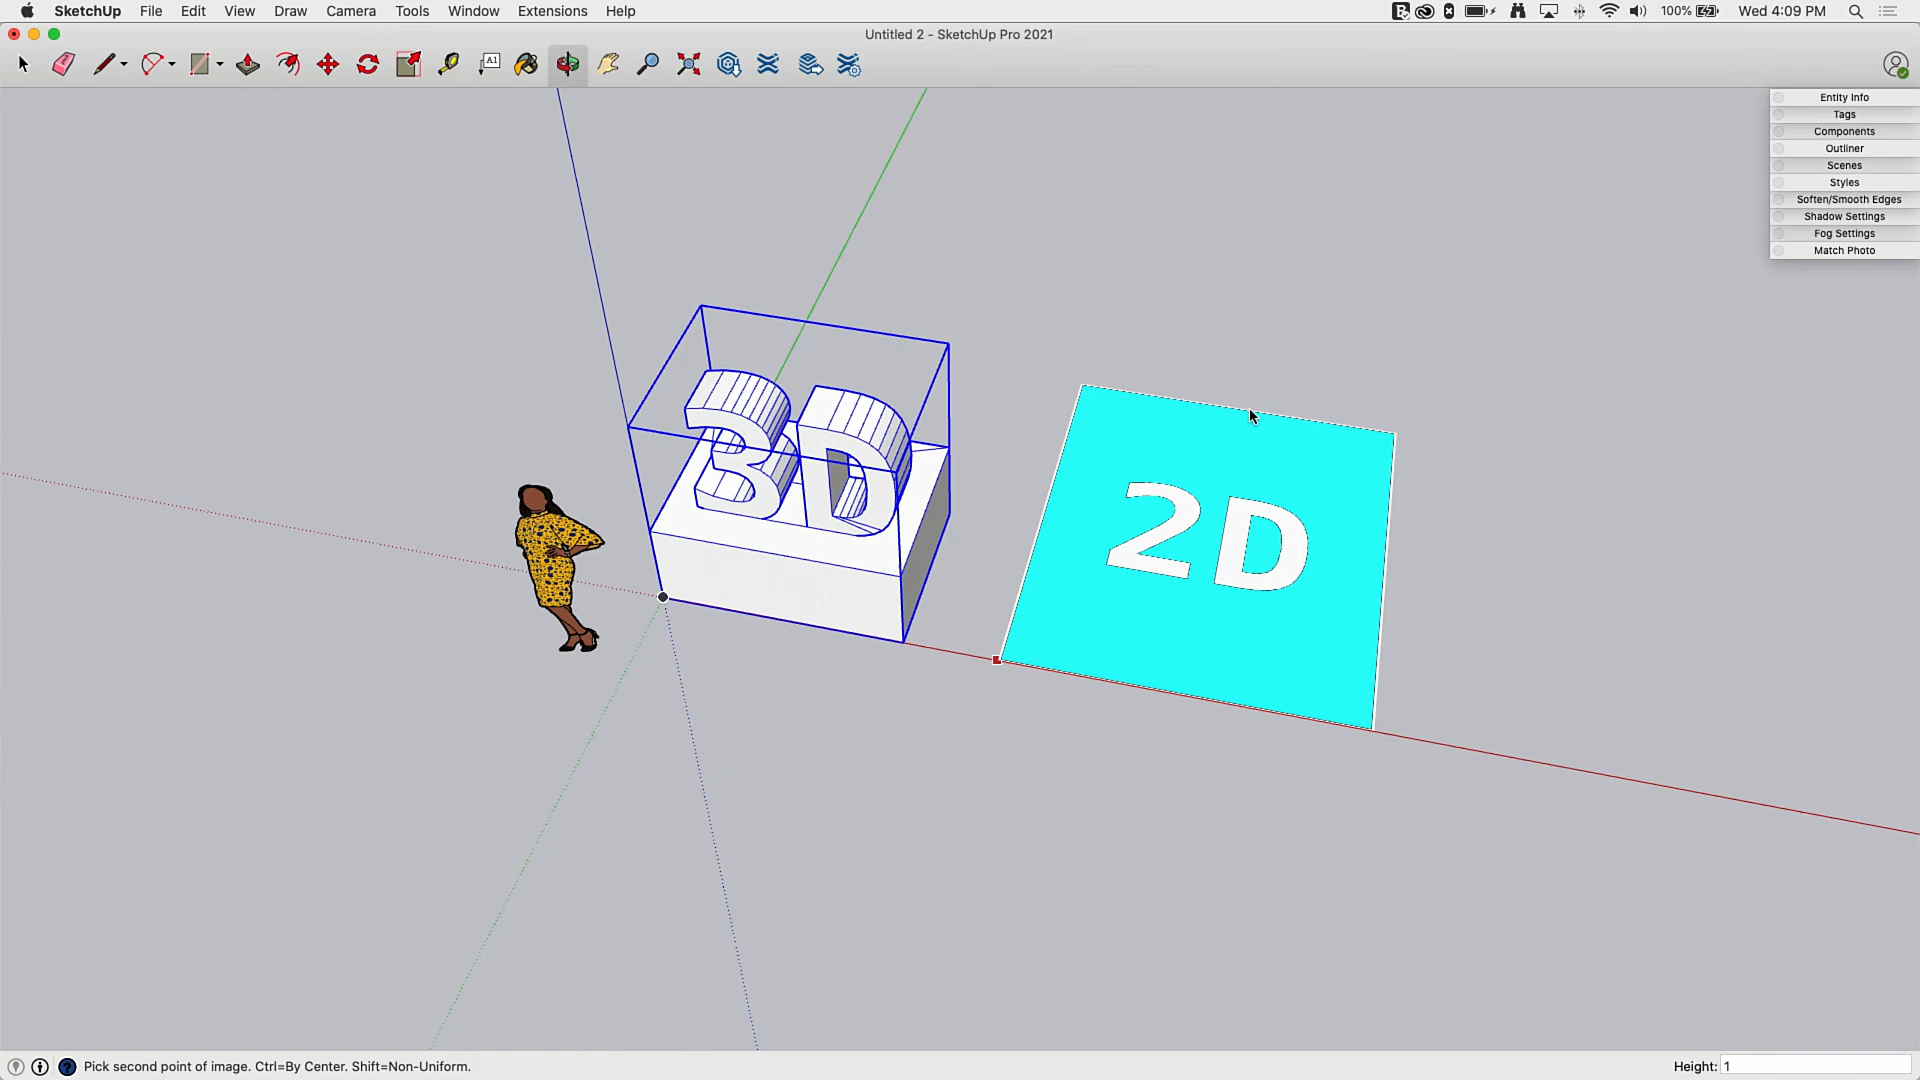 SketchUp File Edit View Draw Camera Tools Window Extensions Help 100% Wed 4:09 PM
Untitled 2 - SketchUp Pro 2021
A1
Entity Info
Tags
Components
Outliner
Scenes
Styles
Soften/Smooth Edges
Shadow Settings
Fog Settings
Match Photo
3D
2D
Pick second point of image. Ctrl=By Center. Shift=Non-Uniform. Height: 1